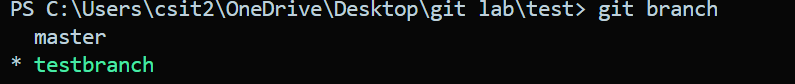 PS C:\Users\csit2\OneDrive\Desktop\git lab\test> git branch
  master
* testbranch